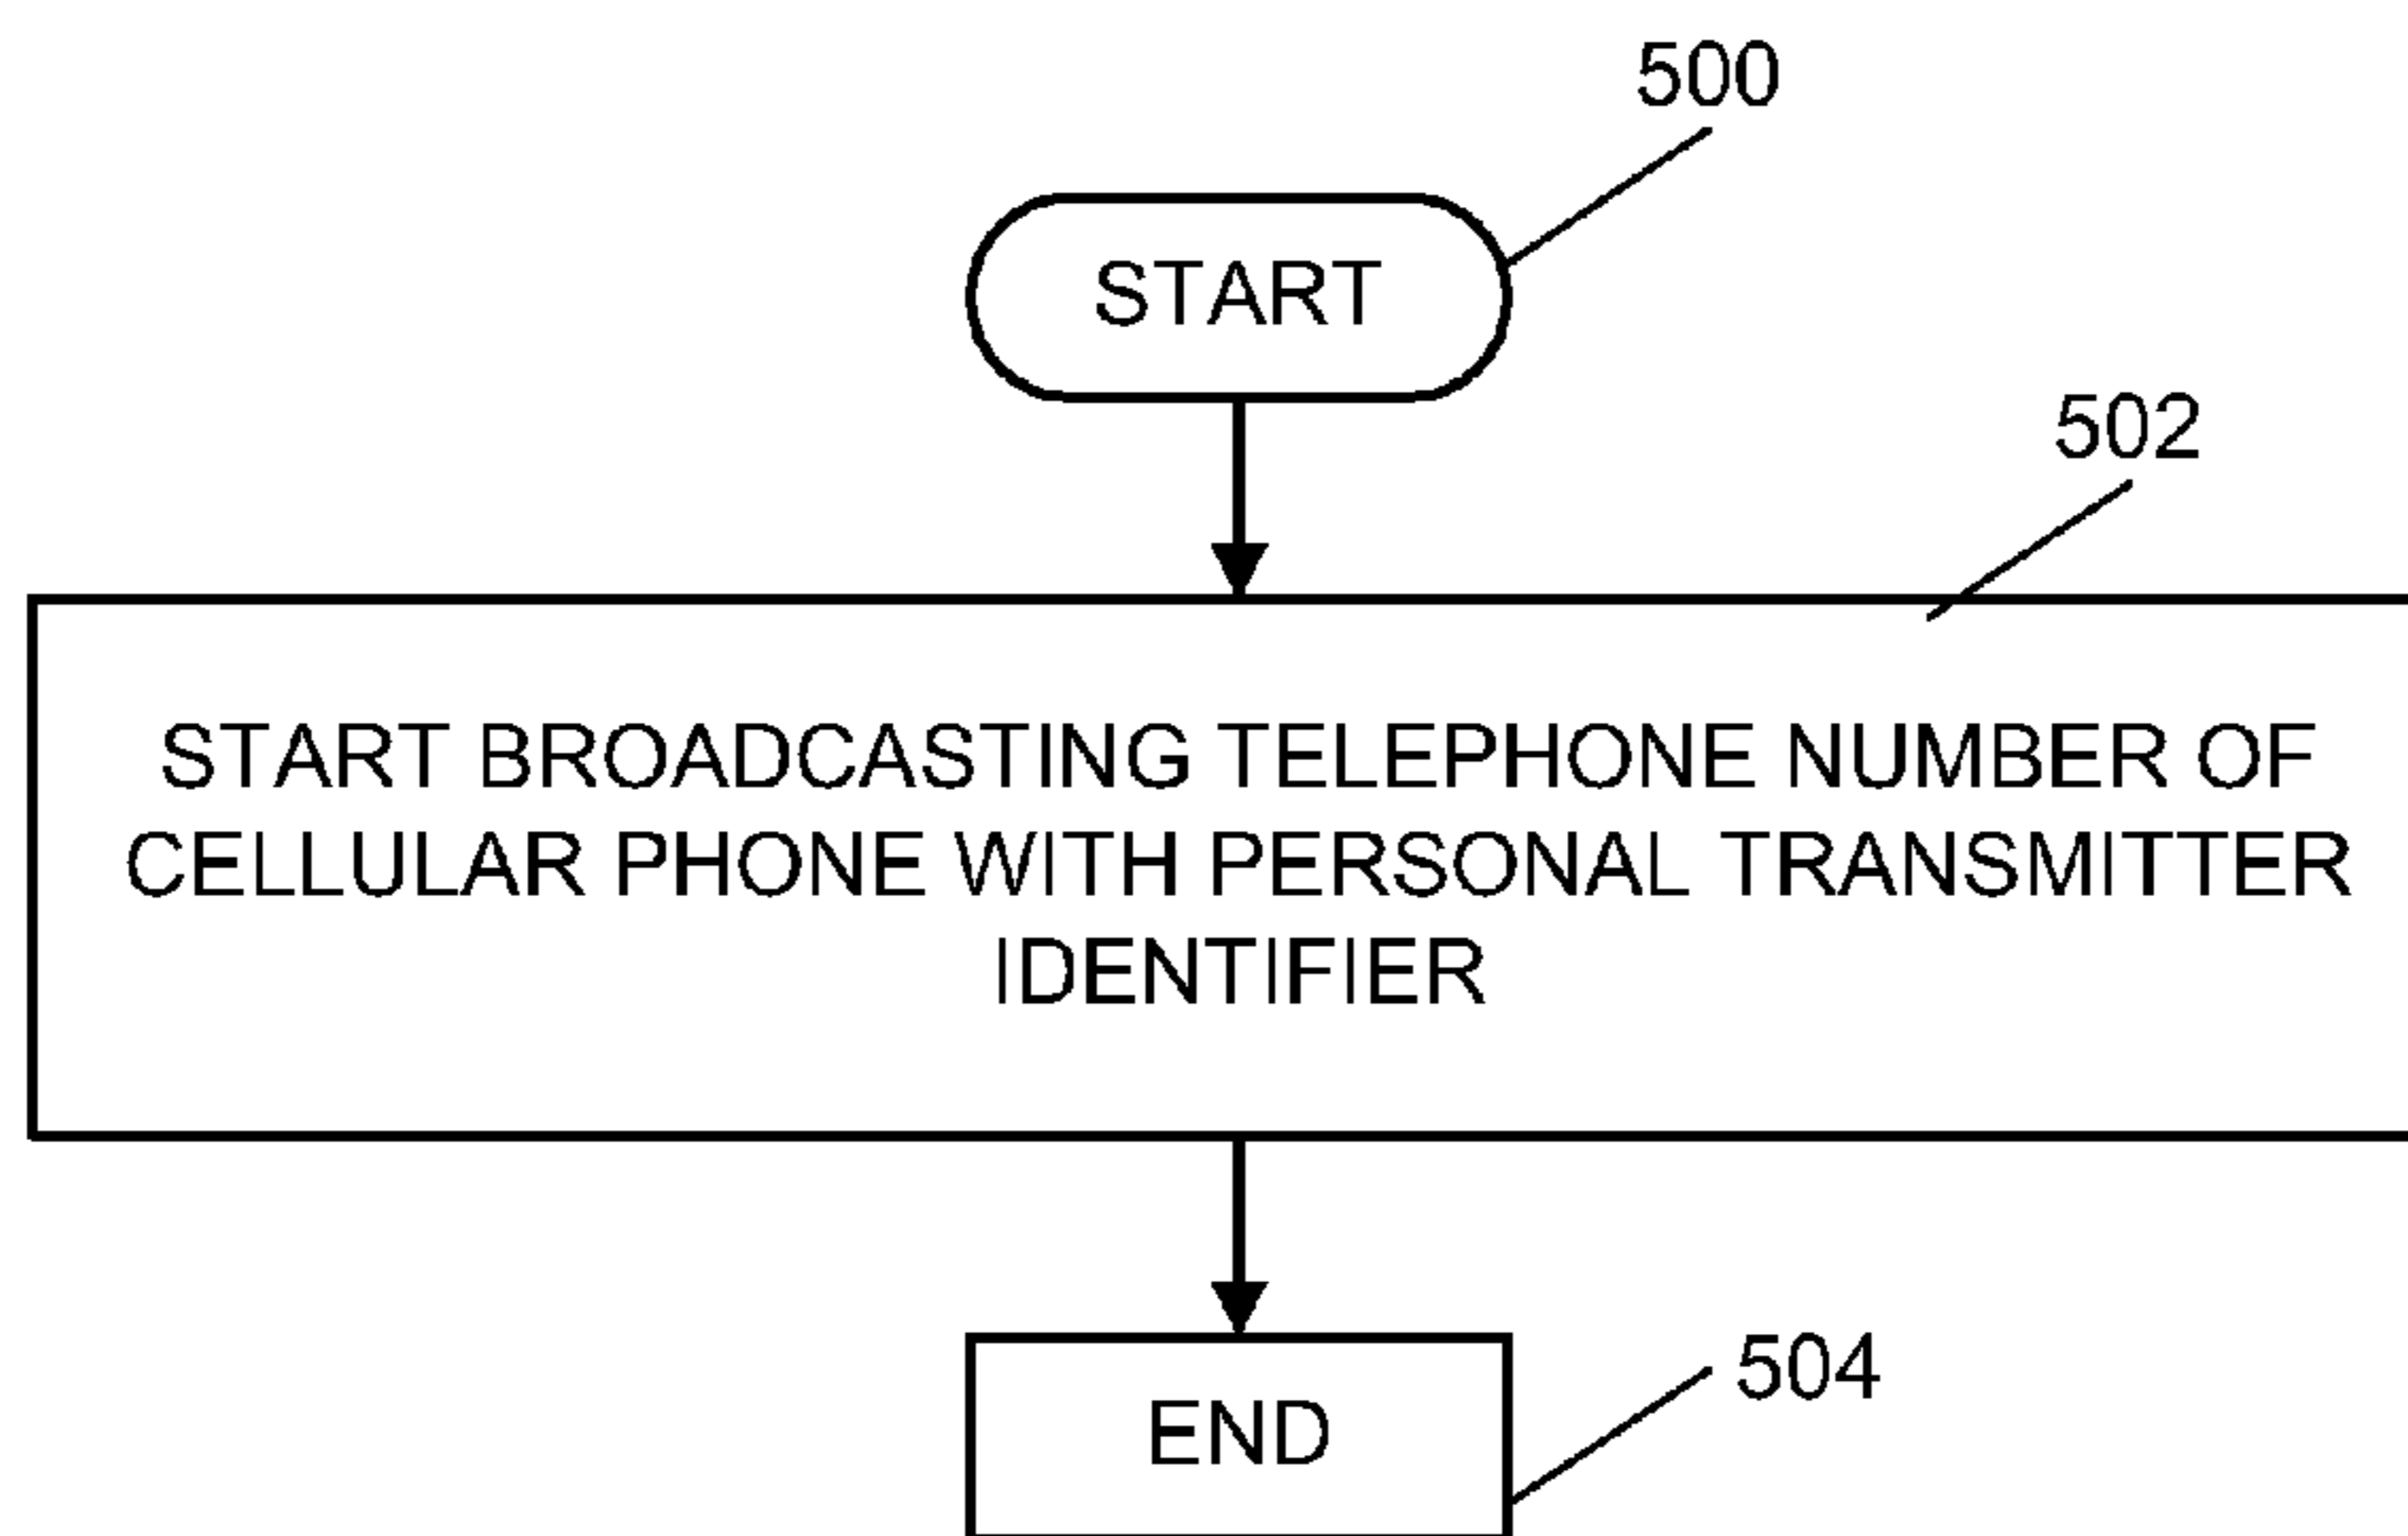 500
START
502
START BROADCASTING TELEPHONE NUMBER OF
CELLULAR PHONE WITH PERSONAL TRANSMITTER
IDENTIFIER
504
END